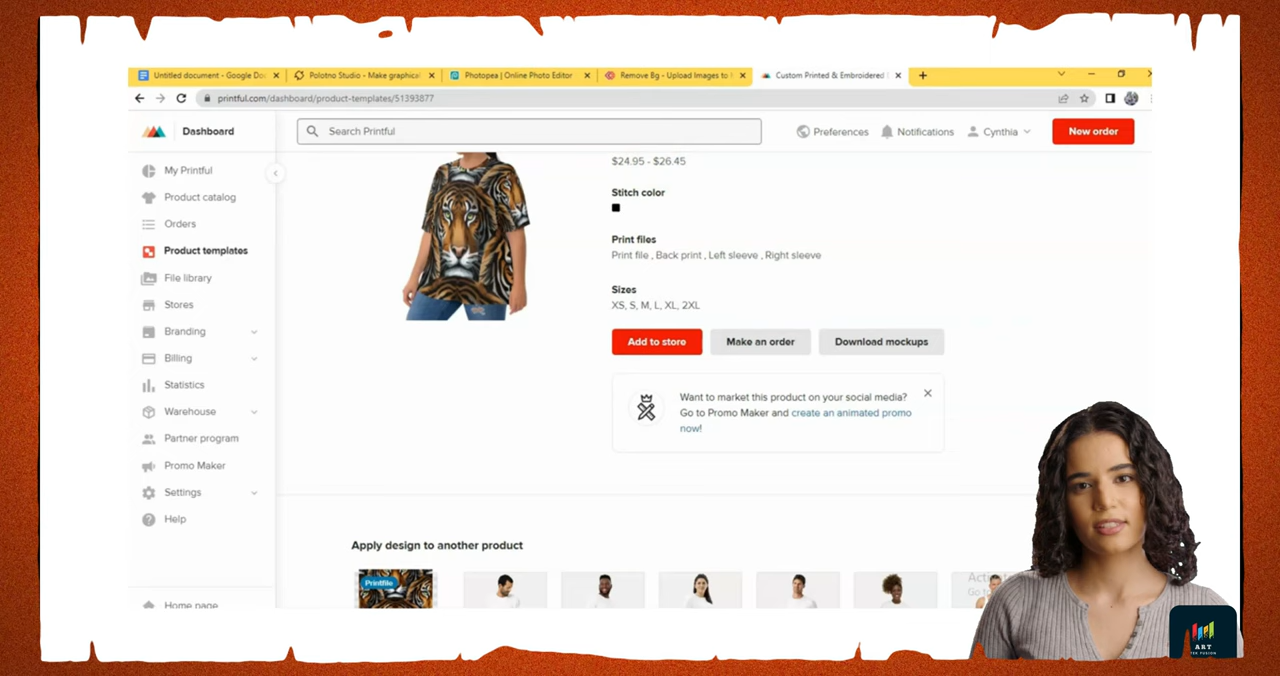 Untitled document - Google Doc
Polotno Studio - Make graphical
Photopea | Online Photo Editor
Remove Bg - Upload Images to
Custom Printed & Embroidered
printful.com/dashboard/product-templates/51393877
Dashboard
Search Printful
Preferences
Notifications
Cynthia
New order
My Printful
Product catalog
Orders
Product templates
File library
Stores
Branding
Billing
Statistics
Warehouse
Partner program
Promo Maker
Settings
Help
Home page
$24.95 - $26.45
Stitch color
Print files
Print file , Back print , Left sleeve , Right sleeve
Sizes
XS, S, M, L, XL, 2XL
Add to store
Make an order
Download mockups
Want to market this product on your social media?
Go to Promo Maker and create an animated promo
now!
Apply design to another product
Printfile
ART